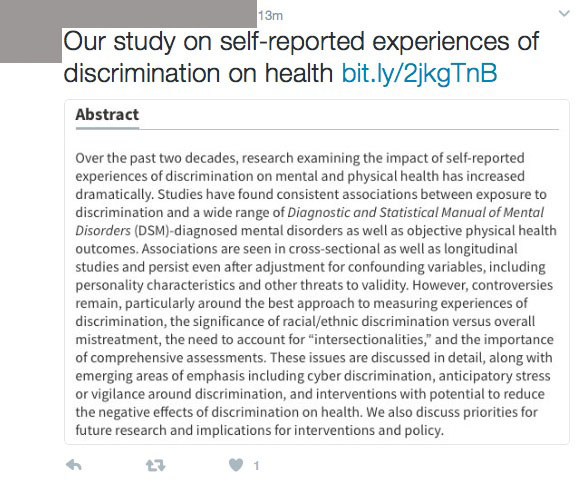 13m
Our study on self-reported experiences of
discrimination on health bit.ly/2jkgTnB
Abstract
Over the past two decades, research examining the impact of self-reported
experiences of discrimination on mental and physical health has increased
dramatically. Studies have found consistent associations between exposure to
discrimination and a wide range of Diagnostic and Statistical Manual of Mental
Disorders (DSM)-diagnosed mental disorders as well as objective physical health
outcomes. Associations are seen in cross-sectional as well as longitudinal
studies and persist even after adjustment for confounding variables, including
personality characteristics and other threats to validity. However, controversies
remain, particularly around the best approach to measuring experiences of
discrimination, the significance of racial/ethnic discrimination versus overall
mistreatment, the need to account for “intersectionalities,” and the importance
of comprehensive assessments. These issues are discussed in detail, along with
emerging areas of emphasis including cyber discrimination, anticipatory stress
or vigilance around discrimination, and interventions with potential to reduce
the negative effects of discrimination on health. We also discuss priorities for
future research and implications for interventions and policy.
1